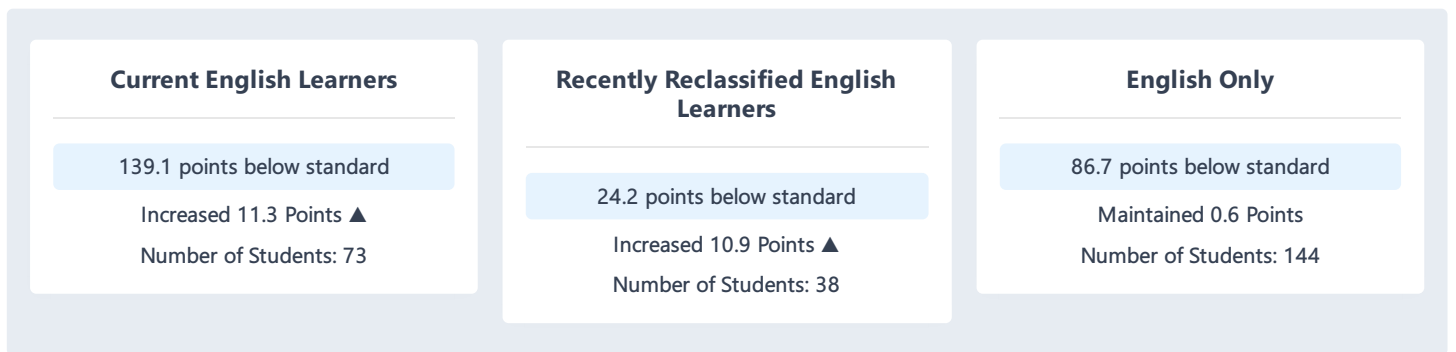 Current English Learners
139.1 points below standard
Increased 11.3 Points ▲
Number of Students: 73
Recently Reclassified English
Learners
24.2 points below standard
Increased 10.9 Points ▲
Number of Students: 38
English Only
86.7 points below standard
Maintained 0.6 Points
Number of Students: 144